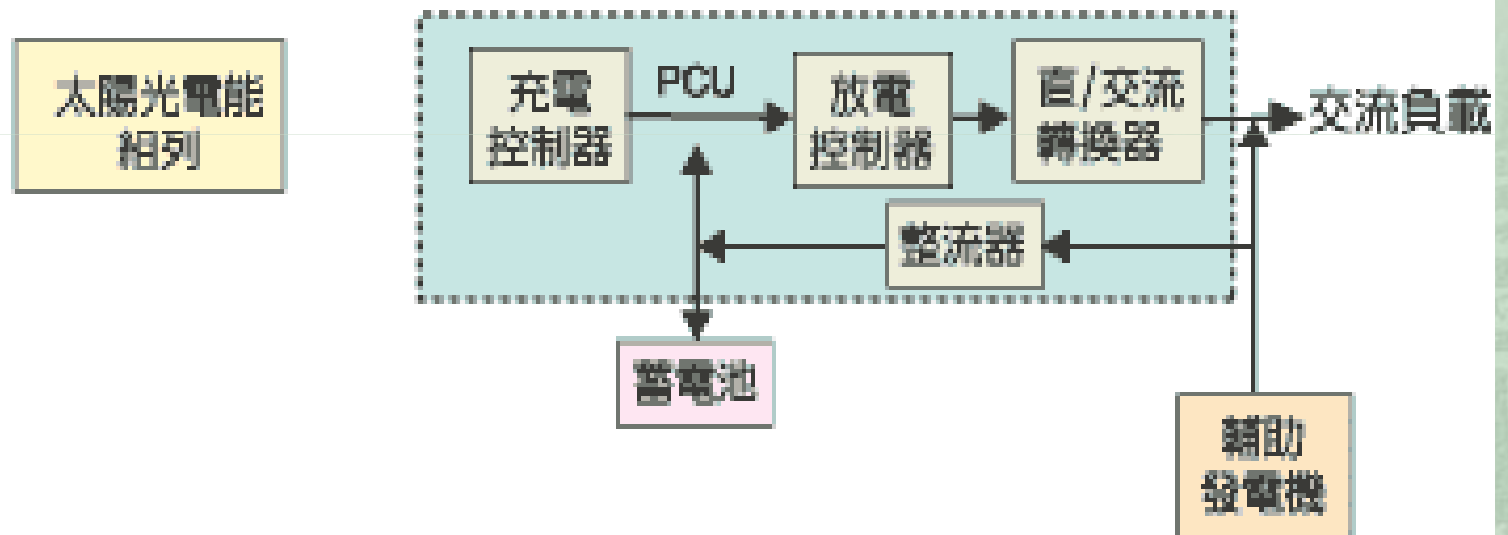 太陽光電能
組列
充電
控制器
PCU
放電
控制器
直/交流
轉換器
交流負載
整流器
蓄電池
輔助
發電機